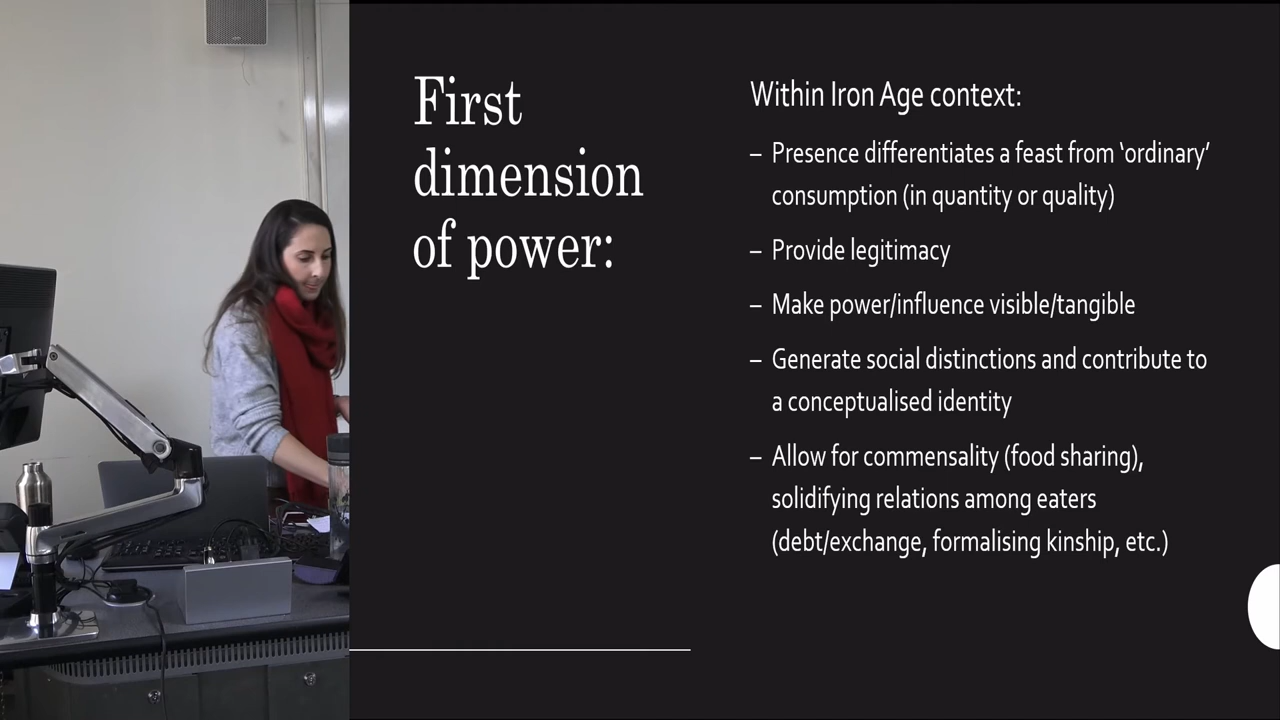 First
dimension
of power:
Within Iron Age context:
– Presence differentiates a feast from ‘ordinary’
consumption (in quantity or quality)
– Provide legitimacy
– Make power/influence visible/tangible
– Generate social distinctions and contribute to
a conceptualised identity
– Allow for commensality (food sharing),
solidifying relations among eaters
(debt/exchange, formalising kinship, etc.)